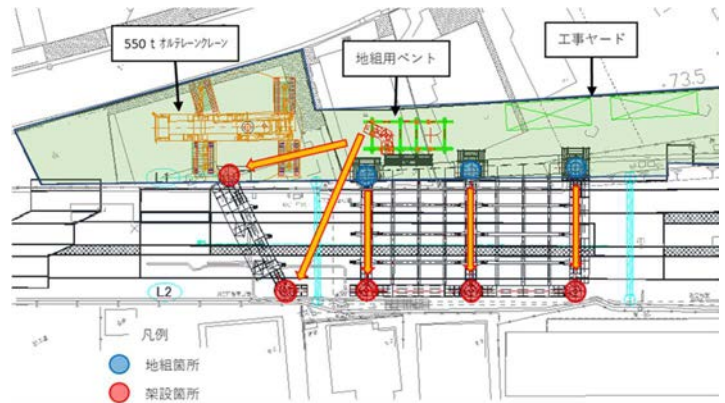 550 t オルテレーンクレーン
地組用ベント
工事ヤード
73.5
L1
L2
凡例
地組箇所
架設箇所